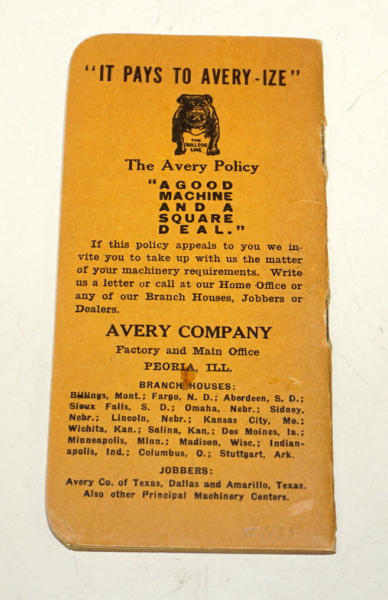 "IT PAYS TO AVERY-IZE"
THE
BULLDOG
LINE
The Avery Policy
"A GOOD
MACHINE
AND A
SQUARE
DEAL."
If this policy appeals to you we in-
vite you to take up with us the matter
of your machinery requirements. Write
us a letter or call at our Home Office or
any of our Branch Houses, Jobbers or
Dealers.
AVERY COMPANY
Factory and Main Office
PEORIA, ILL.
BRANCH HOUSES:
Billings, Mont.; Fargo, N. D.; Aberdeen, S. D.;
Sioux Falls, S. D.; Omaha, Nebr.; Sidney,
Nebr.; Lincoln, Nebr.; Kansas City, Mo.;
Wichita, Kan.; Salina, Kan.; Des Moines, Ia.;
Minneapolis, Minn.; Madison, Wisc.; Indian-
apolis, Ind.; Columbus, O.; Stuttgart, Ark.
JOBBERS:
Avery Co. of Texas, Dallas and Amarillo, Texas.
Also other Principal Machinery Centers.